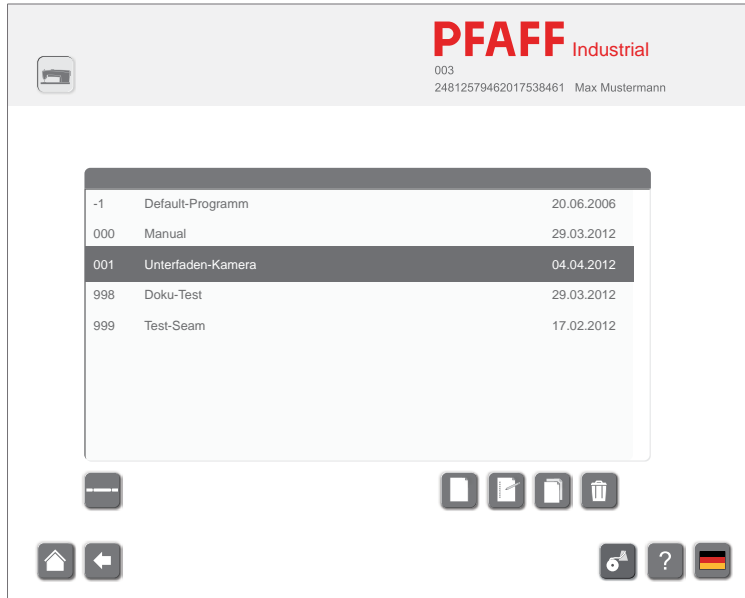 PFAFF Industrial
003
24812579462017538461 Max Mustermann
-1 Default-Programm 20.06.2006
000 Manual 29.03.2012
001 Unterfaden-Kamera 04.04.2012
998 Doku-Test 29.03.2012
999 Test-Seam 17.02.2012
?